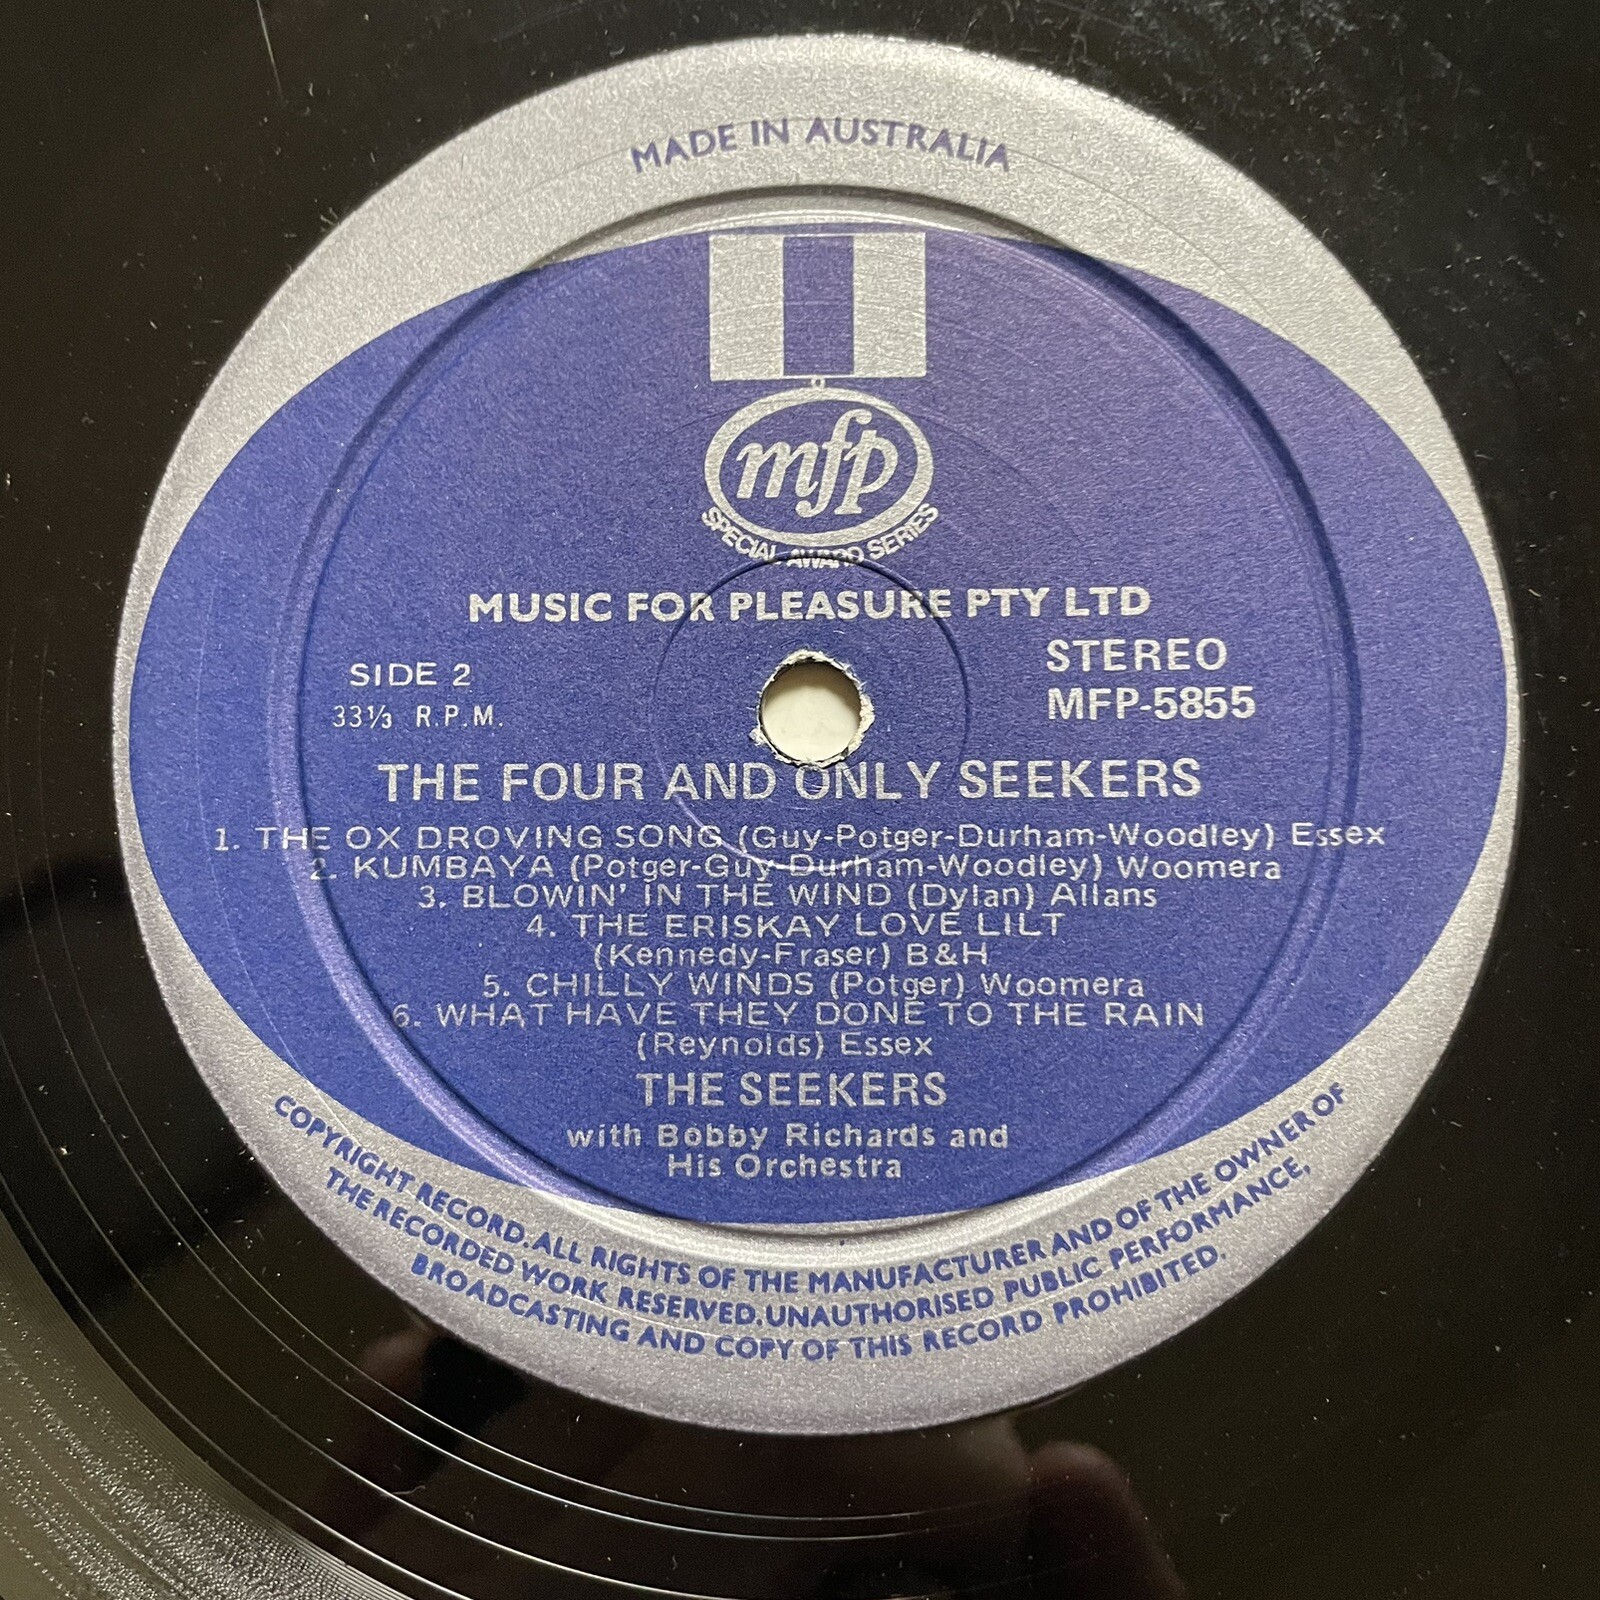 MADE IN AUSTRALIA
mfp
SPECIAL AWARD SERIES
MUSIC FOR PLEASURE PTY LTD
SIDE 2
33⅓ R.P.M.
STEREO
MFP-5855
THE FOUR AND ONLY SEEKERS
1. THE OX DROVING SONG (Guy-Potger-Durham-Woodley) Essex
2. KUMBAYA (Potger-Guy-Durham-Woodley) Woomera
3. BLOWIN' IN THE WIND (Dylan) Allans
4. THE ERISKAY LOVE LILT
(Kennedy-Fraser) B&H
5. CHILLY WINDS (Potger) Woomera
6. WHAT HAVE THEY DONE TO THE RAIN
(Reynolds) Essex
THE SEEKERS
with Bobby Richards and
His Orchestra
COPYRIGHT RECORD. ALL RIGHTS OF THE MANUFACTURER AND OF THE OWNER OF
THE RECORDED WORK RESERVED. UNAUTHORISED PUBLIC PERFORMANCE,
BROADCASTING AND COPY OF THIS RECORD PROHIBITED.